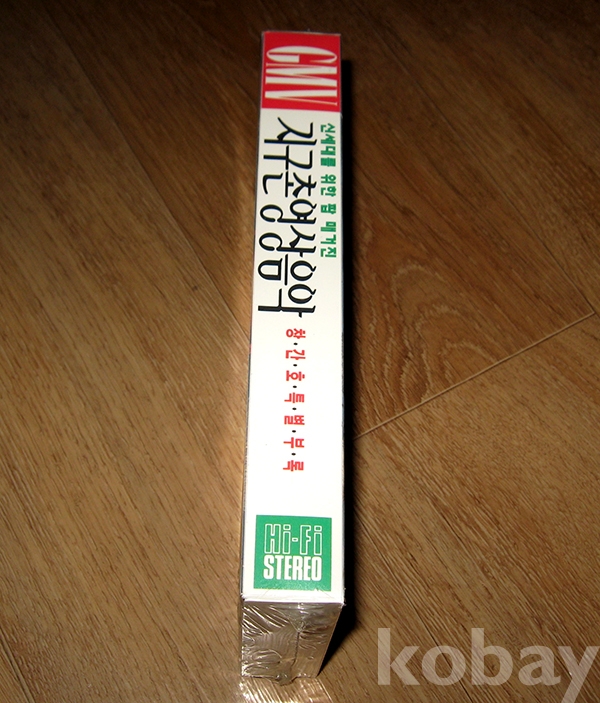 GMV
신세대를 위한 팝 매거진
지구촌영상음악
창·간·호·특·별·부·록
Hi-Fi
STEREO
kobay